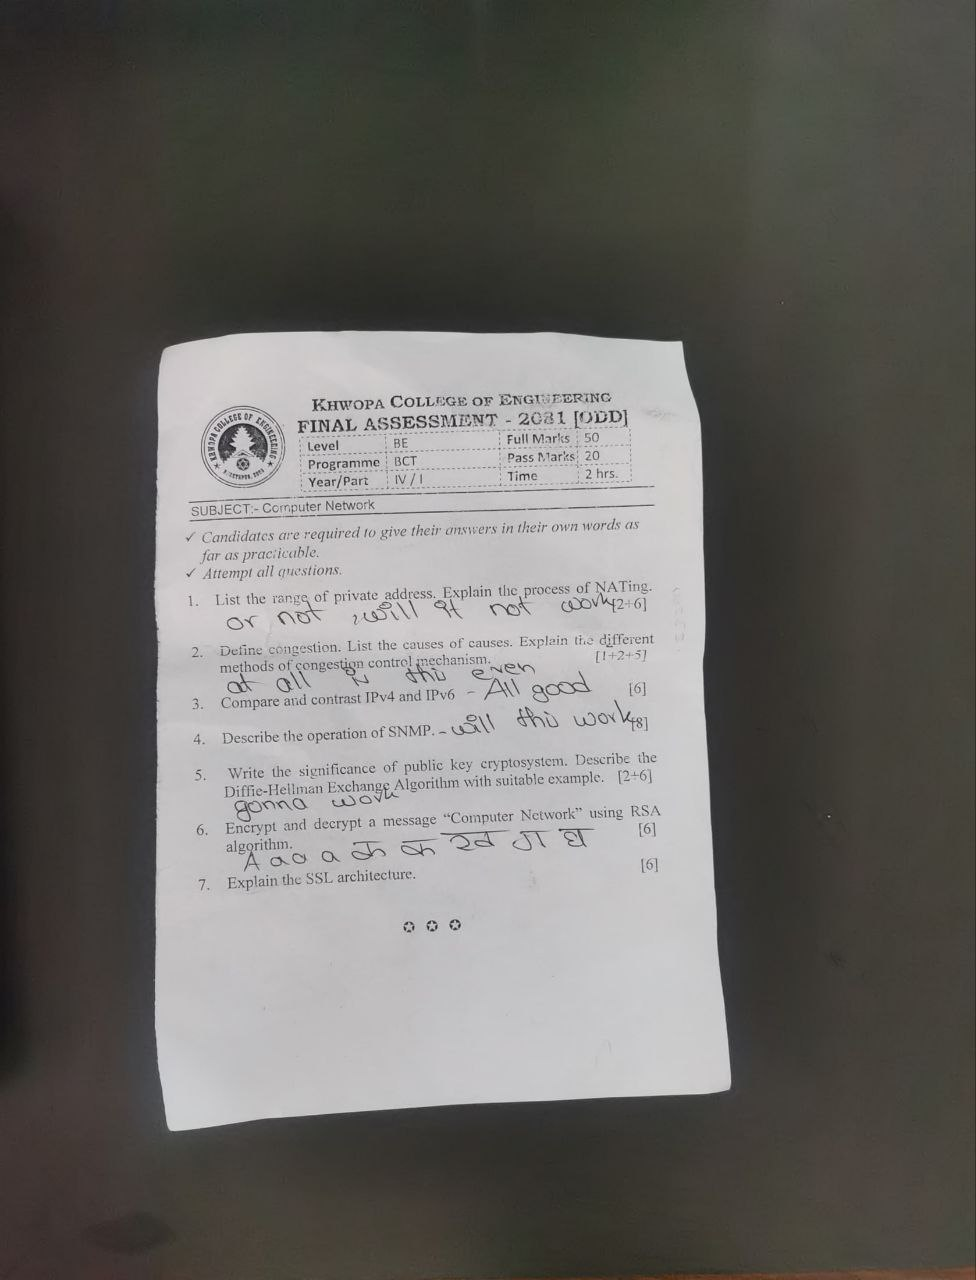 KHWOPA COLLEGE OF ENGINEERING
FINAL ASSESSMENT - 2081 [ODD]
Level BE Full Marks 50
Programme BCT Pass Marks 20
Year/Part IV / I Time 2 hrs.
KHWOPA COLLEGE OF ENGINEERING
SUBJECT:- Computer Network
✓ Candidates are required to give their answers in their own words as
far as practicable.
✓ Attempt all questions.
1. List the range of private address. Explain the process of NATing.
or not , will it not work [2+6]
2. Define congestion. List the causes of causes. Explain the different
methods of congestion control mechanism. [1+2+5]
at all is this even
3. Compare and contrast IPv4 and IPv6 - All good [6]
4. Describe the operation of SNMP. - will this work [8]
5. Write the significance of public key cryptosystem. Describe the
Diffie-Hellman Exchange Algorithm with suitable example. [2+6]
gonna work
6. Encrypt and decrypt a message “Computer Network” using RSA
algorithm. [6]
A a a a क क ख ग घ
7. Explain the SSL architecture. [6]